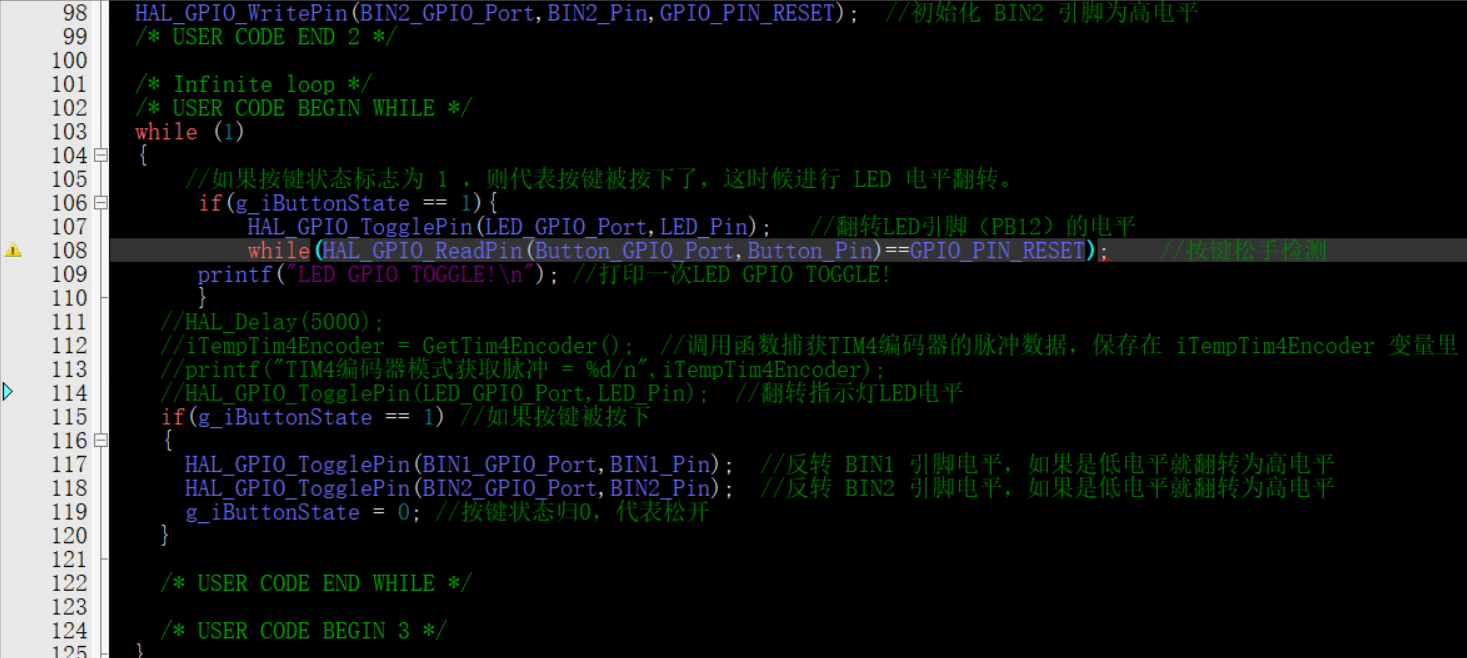 98 HAL_GPIO_WritePin(BIN2_GPIO_Port,BIN2_Pin,GPIO_PIN_RESET); //初始化 BIN2 引脚为高电平
99 /* USER CODE END 2 */
100
101 /* Infinite loop */
102 /* USER CODE BEGIN WHILE */
103 while (1)
104 {
105 //如果按键状态标志为 1 ，则代表按键被按下了，这时候进行 LED 电平翻转。
106 if(g_iButtonState == 1){
107 HAL_GPIO_TogglePin(LED_GPIO_Port,LED_Pin); //翻转LED引脚（PB12）的电平
108 while(HAL_GPIO_ReadPin(Button_GPIO_Port,Button_Pin)==GPIO_PIN_RESET); //按键松手检测
109 printf("LED GPIO TOGGLE!\n"); //打印一次LED GPIO TOGGLE!
110 }
111 //HAL_Delay(5000);
112 //iTempTim4Encoder = GetTim4Encoder(); //调用函数捕获TIM4编码器的脉冲数据，保存在 iTempTim4Encoder 变量里
113 //printf("TIM4编码器模式获取脉冲 = %d/n",iTempTim4Encoder);
114 //HAL_GPIO_TogglePin(LED_GPIO_Port,LED_Pin); //翻转指示灯LED电平
115 if(g_iButtonState == 1) //如果按键被按下
116 {
117 HAL_GPIO_TogglePin(BIN1_GPIO_Port,BIN1_Pin); //反转 BIN1 引脚电平，如果是低电平就翻转为高电平
118 HAL_GPIO_TogglePin(BIN2_GPIO_Port,BIN2_Pin); //反转 BIN2 引脚电平，如果是低电平就翻转为高电平
119 g_iButtonState = 0; //按键状态归0，代表松开
120 }
121
122 /* USER CODE END WHILE */
123
124 /* USER CODE BEGIN 3 */
125 }